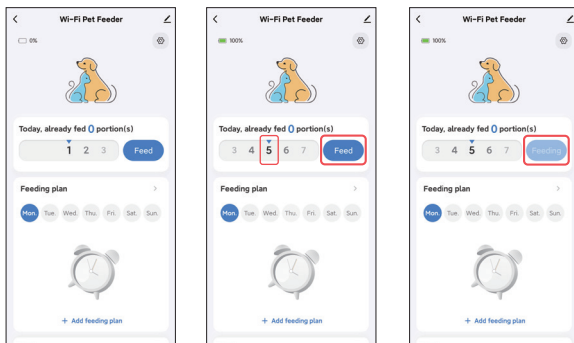 Wi-Fi Pet Feeder
0%
Today, already fed 0 portion(s)
1 2 3 Feed
Feeding plan
Mon. Tue. Wed. Thu. Fri. Sat. Sun.
+ Add feeding plan
Wi-Fi Pet Feeder
100%
Today, already fed 0 portion(s)
3 4 5 6 7 Feed
Feeding plan
Mon. Tue. Wed. Thu. Fri. Sat. Sun.
+ Add feeding plan
Wi-Fi Pet Feeder
100%
Today, already fed 0 portion(s)
3 4 5 6 7 Feeding
Feeding plan
Mon. Tue. Wed. Thu. Fri. Sat. Sun.
+ Add feeding plan